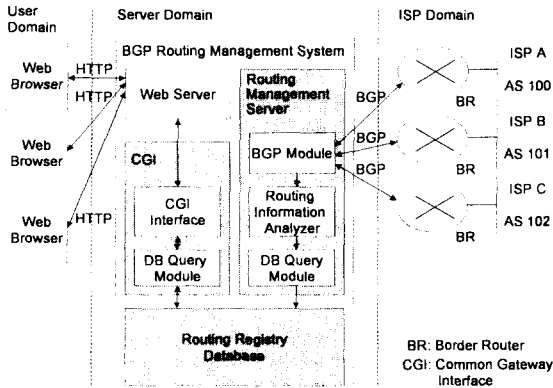 User
Domain
Server Domain
ISP Domain
BGP Routing Management System
Web
Browser
HTTP
HTTP
Web
Browser
HTTP
Web
Browser
Web Server
CGI
CGI
Interface
DB Query
Module
Routing
Management
Server
BGP Module
Routing
Information
Analyzer
DB Query
Module
Routing Registry
Database
BGP
BGP
BGP
BR
ISP A
AS 100
BR
ISP B
AS 101
BR
ISP C
AS 102
BR: Border Router
CGI: Common Gateway
Interface